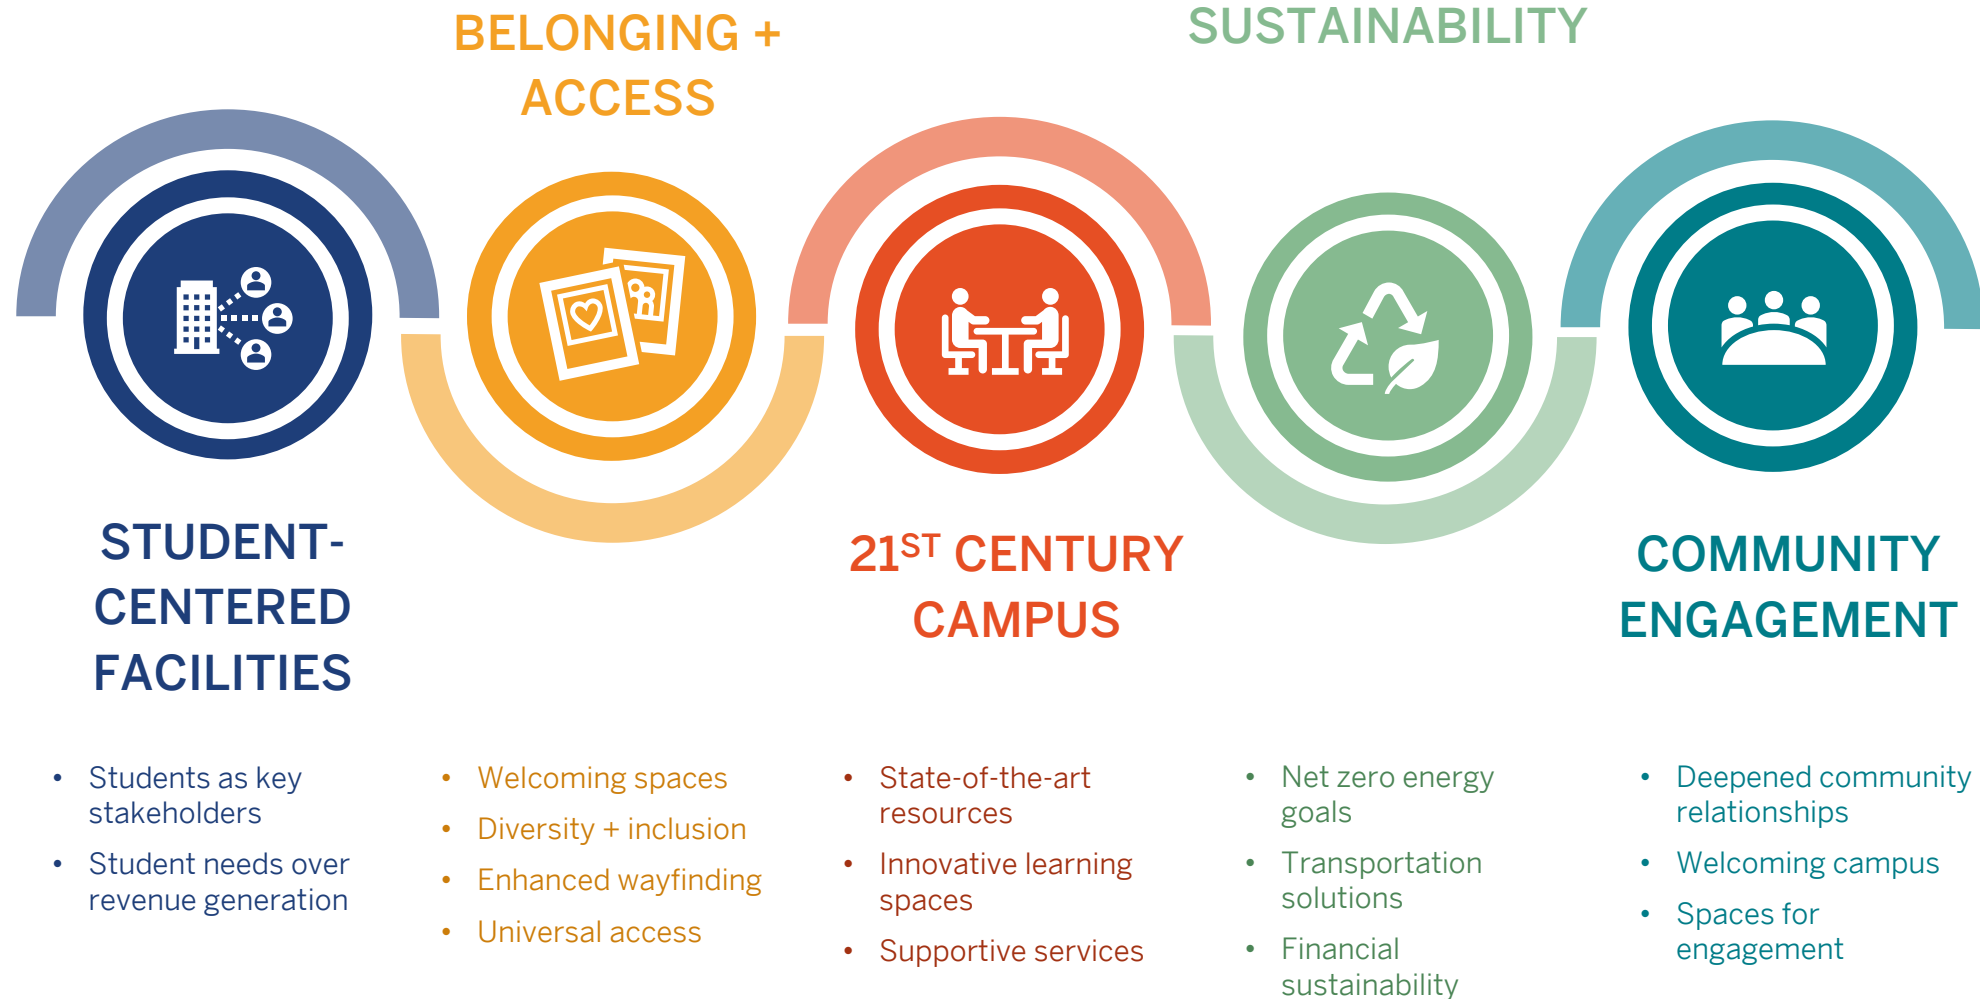 BELONGING +
ACCESS
SUSTAINABILITY
STUDENT-
CENTERED
FACILITIES
21ST CENTURY
CAMPUS
COMMUNITY
ENGAGEMENT
• Students as key
stakeholders
• Student needs over
revenue generation
• Welcoming spaces
• Diversity + inclusion
• Enhanced wayfinding
• Universal access
• State-of-the-art
resources
• Innovative learning
spaces
• Supportive services
• Net zero energy
goals
• Transportation
solutions
• Financial
sustainability
• Deepened community
relationships
• Welcoming campus
• Spaces for
engagement